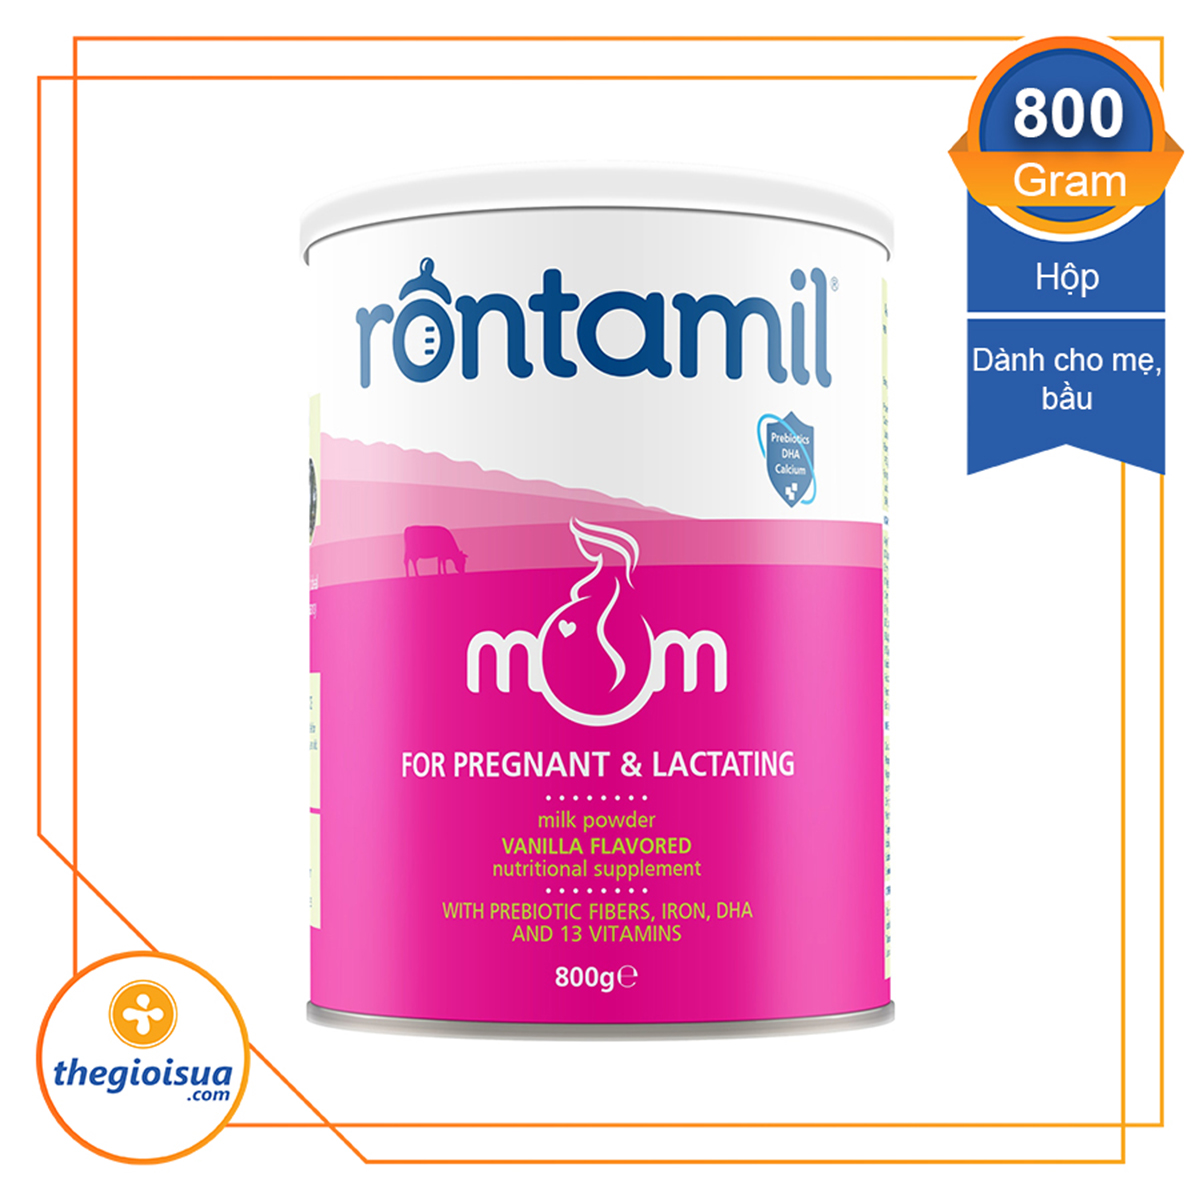 800
Gram
Hộp
Dành cho mẹ,
bầu
rôntamil®
Prebiotics
DHA
Calcium
mom
FOR PREGNANT & LACTATING
milk powder
VANILLA FLAVORED
nutritional supplement
WITH PREBIOTIC FIBERS, IRON, DHA
AND 13 VITAMINS
800g℮
thegioisua
.com